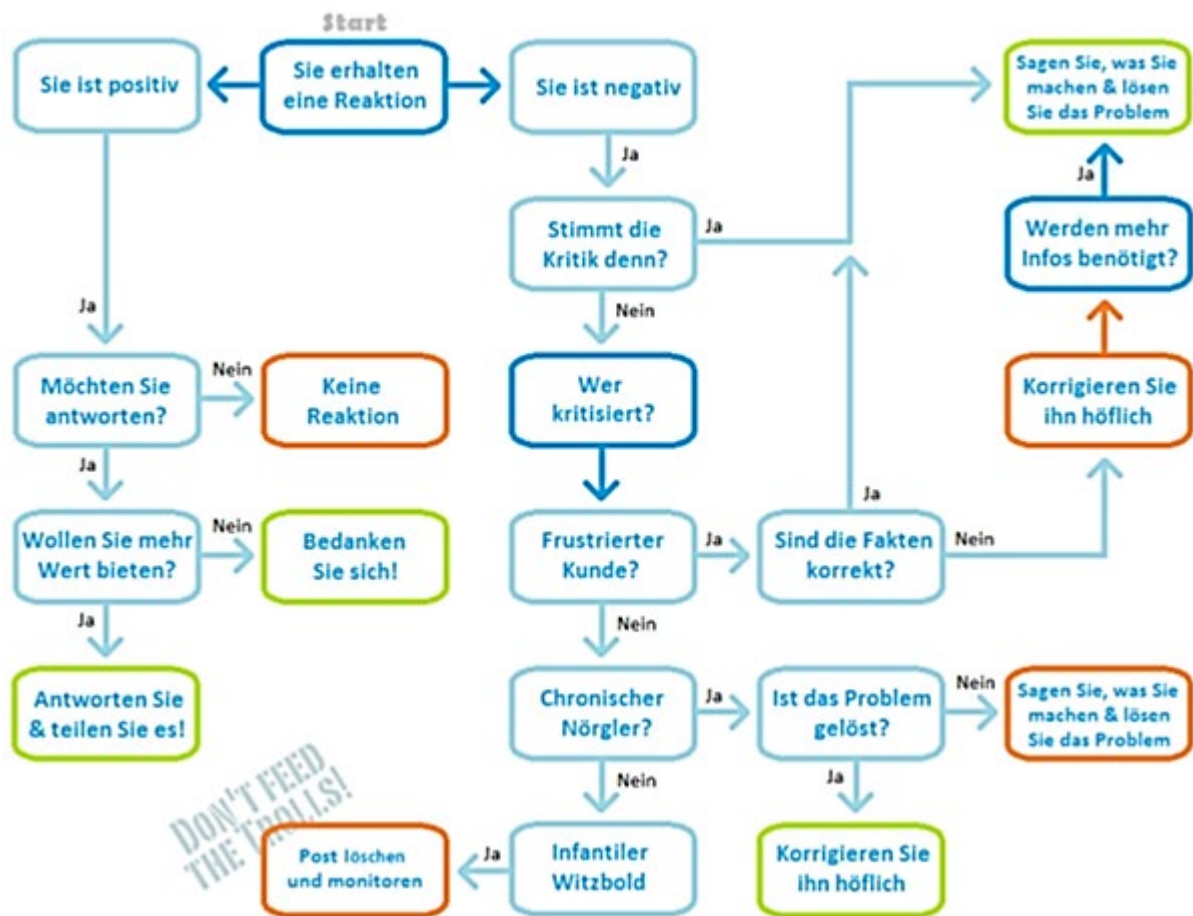 Start
Sie ist positiv
Sie erhalten
eine Reaktion
Sie ist negativ
Sagen Sie, was Sie
machen & lösen
Sie das Problem
Ja
Ja
Stimmt die
Kritik denn?
Ja
Werden mehr
Infos benötigt?
Ja
Nein
Möchten Sie
antworten?
Nein
Keine
Reaktion
Wer
kritisiert?
Korrigieren Sie
ihn höflich
Ja
Wollen Sie mehr
Wert bieten?
Nein
Bedanken
Sie sich!
Frustrierter
Kunde?
Ja
Ja
Sind die Fakten
korrekt?
Nein
Ja
Nein
Antworten Sie
& teilen Sie es!
Chronischer
Nörgler?
Ja
Ist das Problem
gelöst?
Nein
Sagen Sie, was Sie
machen & lösen
Sie das Problem
Nein
Ja
DON'T FEED
THE TROLLS!
Post löschen
und monitoren
Ja
Infantiler
Witzbold
Korrigieren Sie
ihn höflich